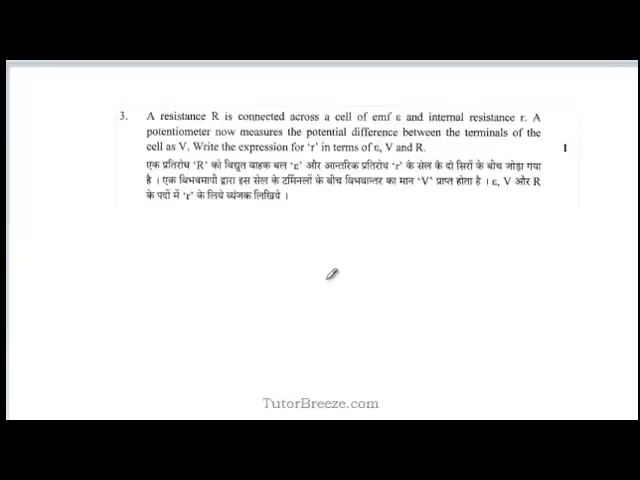 3. A resistance R is connected across a cell of emf ε and internal resistance r. A
potentiometer now measures the potential difference between the terminals of the
cell as V. Write the expression for 'r' in terms of ε, V and R. 1
एक प्रतिरोध 'R' को विद्युत वाहक बल 'ε' और आन्तरिक प्रतिरोध 'r' के सेल के दो सिरों के बीच जोड़ा गया
है । एक विभवमापी द्वारा इस सेल के टर्मिनलों के बीच विभवान्तर का मान 'V' प्राप्त होता है । ε, V और R
के पदों में 'r' के लिये व्यंजक लिखिये ।
TutorBreeze.com